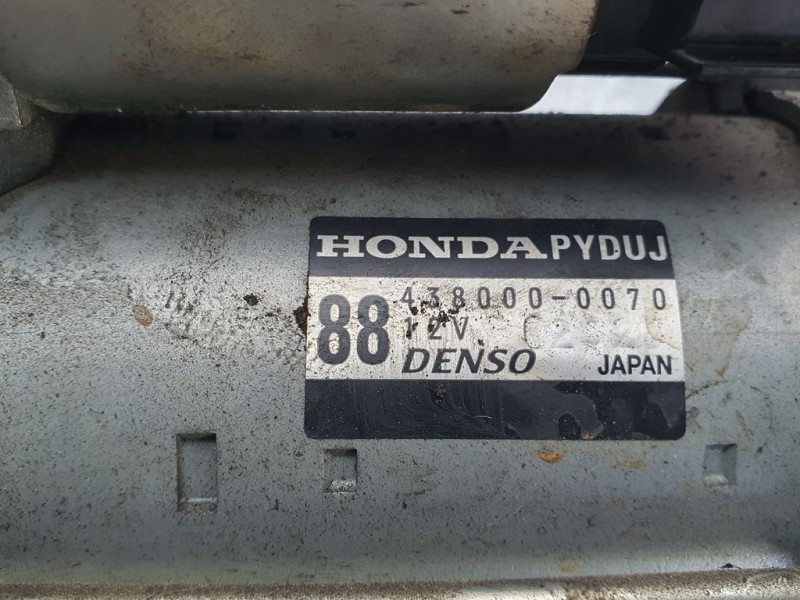 HONDA PYDUJ
88
438000-0070
12V
DENSO JAPAN